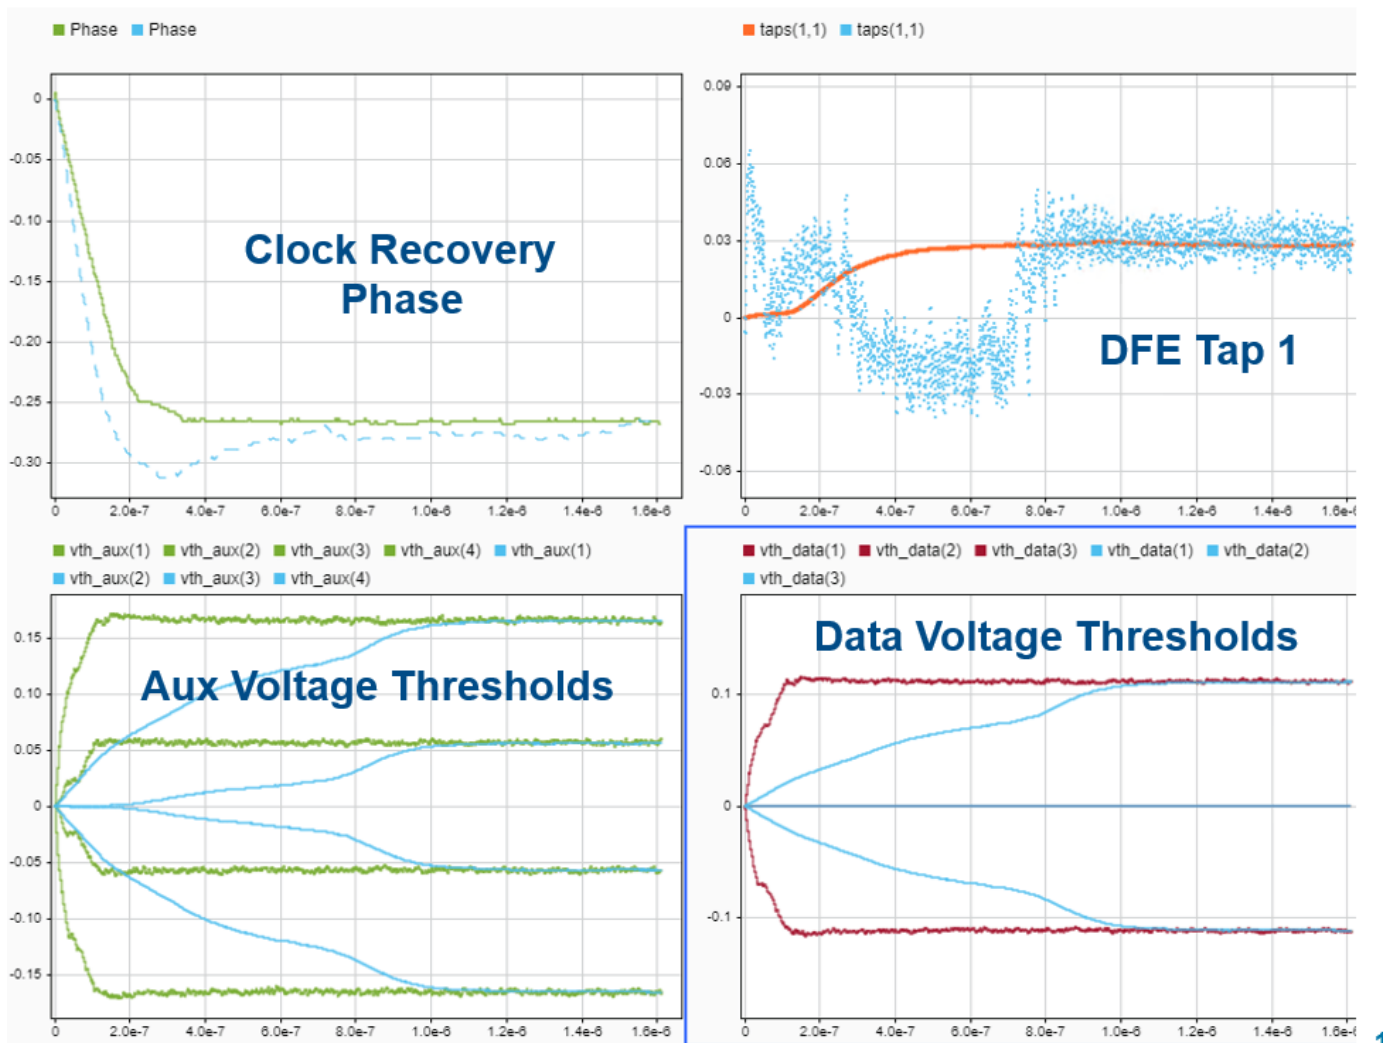 Phase Phase
0
-0.05
-0.10
-0.15
-0.20
-0.25
-0.30
Clock Recovery
Phase
0 2.0e-7 4.0e-7 6.0e-7 8.0e-7 1.0e-6 1.2e-6 1.4e-6 1.6e-6
taps(1,1) taps(1,1)
0.09
0.06
0.03
0
-0.03
-0.06
DFE Tap 1
0 2.0e-7 4.0e-7 6.0e-7 8.0e-7 1.0e-6 1.2e-6 1.4e-6 1.6e-6
vth_aux(1) vth_aux(2) vth_aux(3) vth_aux(4) vth_aux(1)
vth_aux(2) vth_aux(3) vth_aux(4)
0.15
0.10
0.05
0
-0.05
-0.10
-0.15
Aux Voltage Thresholds
0 2.0e-7 4.0e-7 6.0e-7 8.0e-7 1.0e-6 1.2e-6 1.4e-6 1.6e-6
vth_data(1) vth_data(2) vth_data(3) vth_data(1) vth_data(2)
vth_data(3)
Data Voltage Thresholds
0.1
0
-0.1
0 2.0e-7 4.0e-7 6.0e-7 8.0e-7 1.0e-6 1.2e-6 1.4e-6 1.6e-